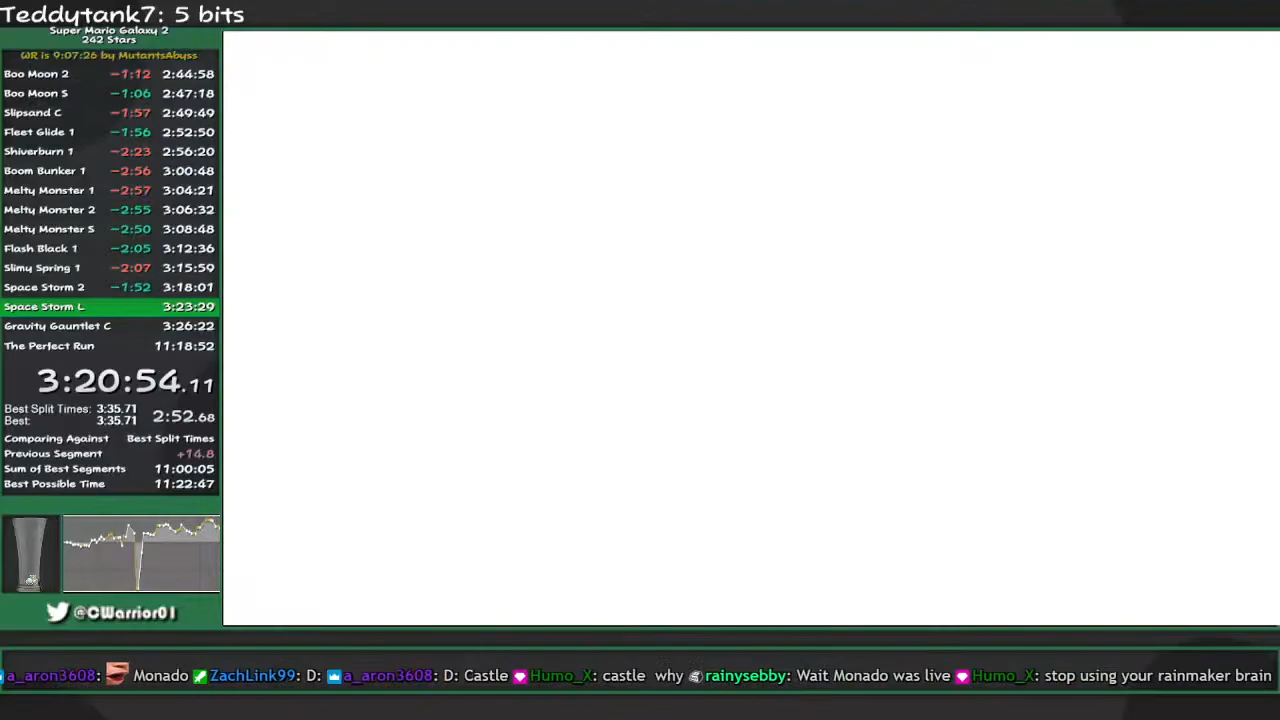 Teddytank7: 5 bits
Super Mario Galaxy 2
242 Stars
WR is 9:07:26 by MutantsAbyss
Boo Moon 2 −1:12 2:44:58
Boo Moon S −1:06 2:47:18
Slipsand C −1:57 2:49:49
Fleet Glide 1 −1:56 2:52:50
Shiverburn 1 −2:23 2:56:20
Boom Bunker 1 −2:56 3:00:48
Melty Monster 1 −2:57 3:04:21
Melty Monster 2 −2:55 3:06:32
Melty Monster S −2:50 3:08:48
Flash Black 1 −2:05 3:12:36
Slimy Spring 1 −2:07 3:15:59
Space Storm 2 −1:52 3:18:01
Space Storm L 3:23:29
Gravity Gauntlet C 3:26:22
The Perfect Run 11:18:52
3:20:54.11
Best Split Times: 3:35.71
Best: 3:35.71 2:52.68
Comparing Against Best Split Times
Previous Segment +14.8
Sum of Best Segments 11:00:05
Best Possible Time 11:22:47
@CWarrior01
a_aron3608: Monado ZachLink99: D: a_aron3608: D: Castle Humo_X: castle why rainysebby: Wait Monado was live Humo_X: stop using your rainmaker brain